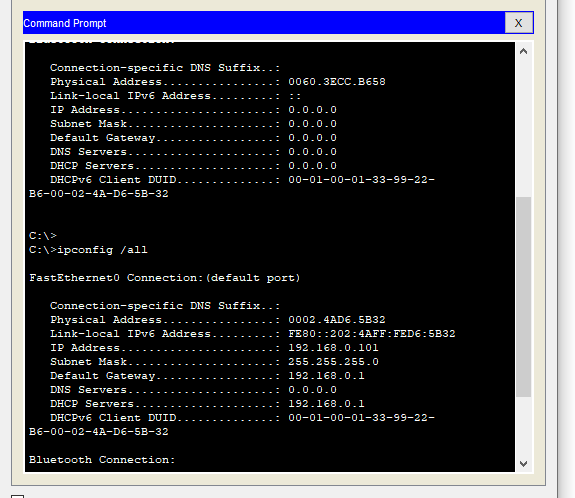 Command Prompt
X
Connection-specific DNS Suffix..:
Physical Address................: 0060.3ECC.B658
Link-local IPv6 Address.........: ::
IP Address......................: 0.0.0.0
Subnet Mask.....................: 0.0.0.0
Default Gateway.................: 0.0.0.0
DNS Servers.....................: 0.0.0.0
DHCP Servers....................: 0.0.0.0
DHCPv6 Client DUID..............: 00-01-00-01-33-99-22-
B6-00-02-4A-D6-5B-32
C:\>
C:\>ipconfig /all
FastEthernet0 Connection:(default port)
Connection-specific DNS Suffix..:
Physical Address................: 0002.4AD6.5B32
Link-local IPv6 Address.........: FE80::202:4AFF:FED6:5B32
IP Address......................: 192.168.0.101
Subnet Mask.....................: 255.255.255.0
Default Gateway.................: 192.168.0.1
DNS Servers.....................: 0.0.0.0
DHCP Servers....................: 192.168.0.1
DHCPv6 Client DUID..............: 00-01-00-01-33-99-22-
B6-00-02-4A-D6-5B-32
Bluetooth Connection: